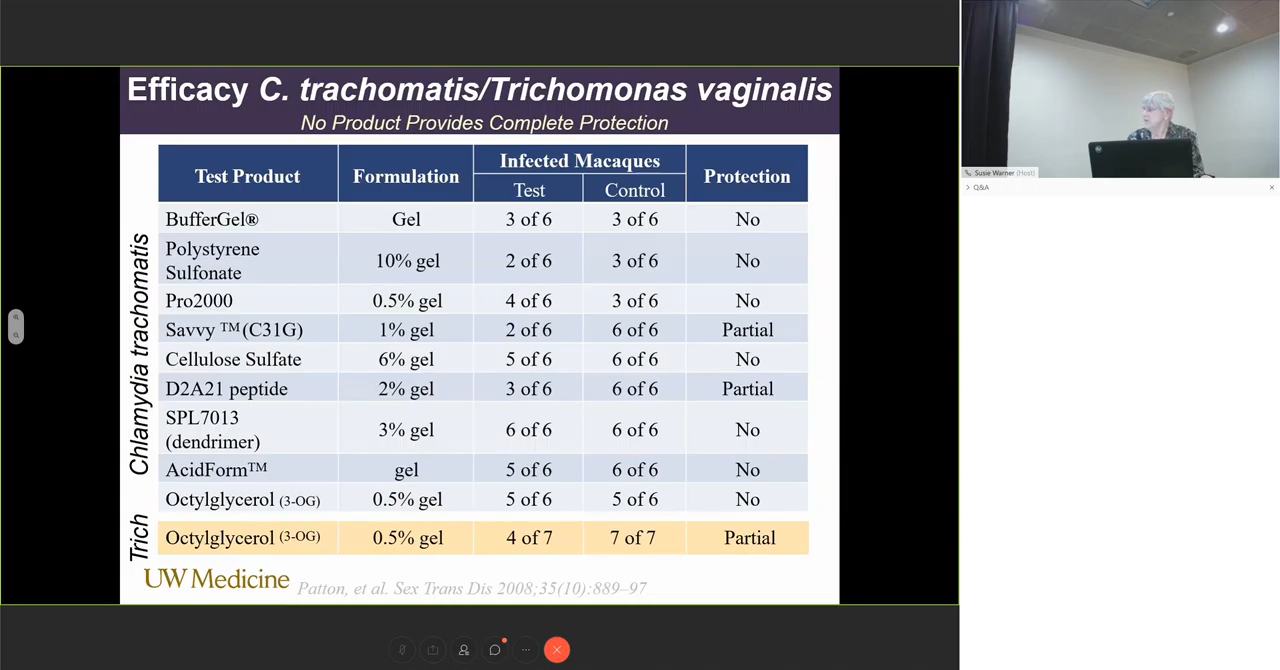 Efficacy C. trachomatis/Trichomonas vaginalis
No Product Provides Complete Protection
Test Product Formulation Infected Macaques Protection
Test Control
BufferGel® Gel 3 of 6 3 of 6 No
Polystyrene
Sulfonate 10% gel 2 of 6 3 of 6 No
Pro2000 0.5% gel 4 of 6 3 of 6 No
Savvy ™ (C31G) 1% gel 2 of 6 6 of 6 Partial
Cellulose Sulfate 6% gel 5 of 6 6 of 6 No
D2A21 peptide 2% gel 3 of 6 6 of 6 Partial
SPL7013
(dendrimer) 3% gel 6 of 6 6 of 6 No
AcidForm™ gel 5 of 6 6 of 6 No
Octylglycerol (3-OG) 0.5% gel 5 of 6 5 of 6 No
Chlamydia trachomatis
Octylglycerol (3-OG) 0.5% gel 4 of 7 7 of 7 Partial
Trich
UW Medicine
Patton, et al. Sex Trans Dis 2008;35(10):889–97
Susie Warner (Host)
Q&A